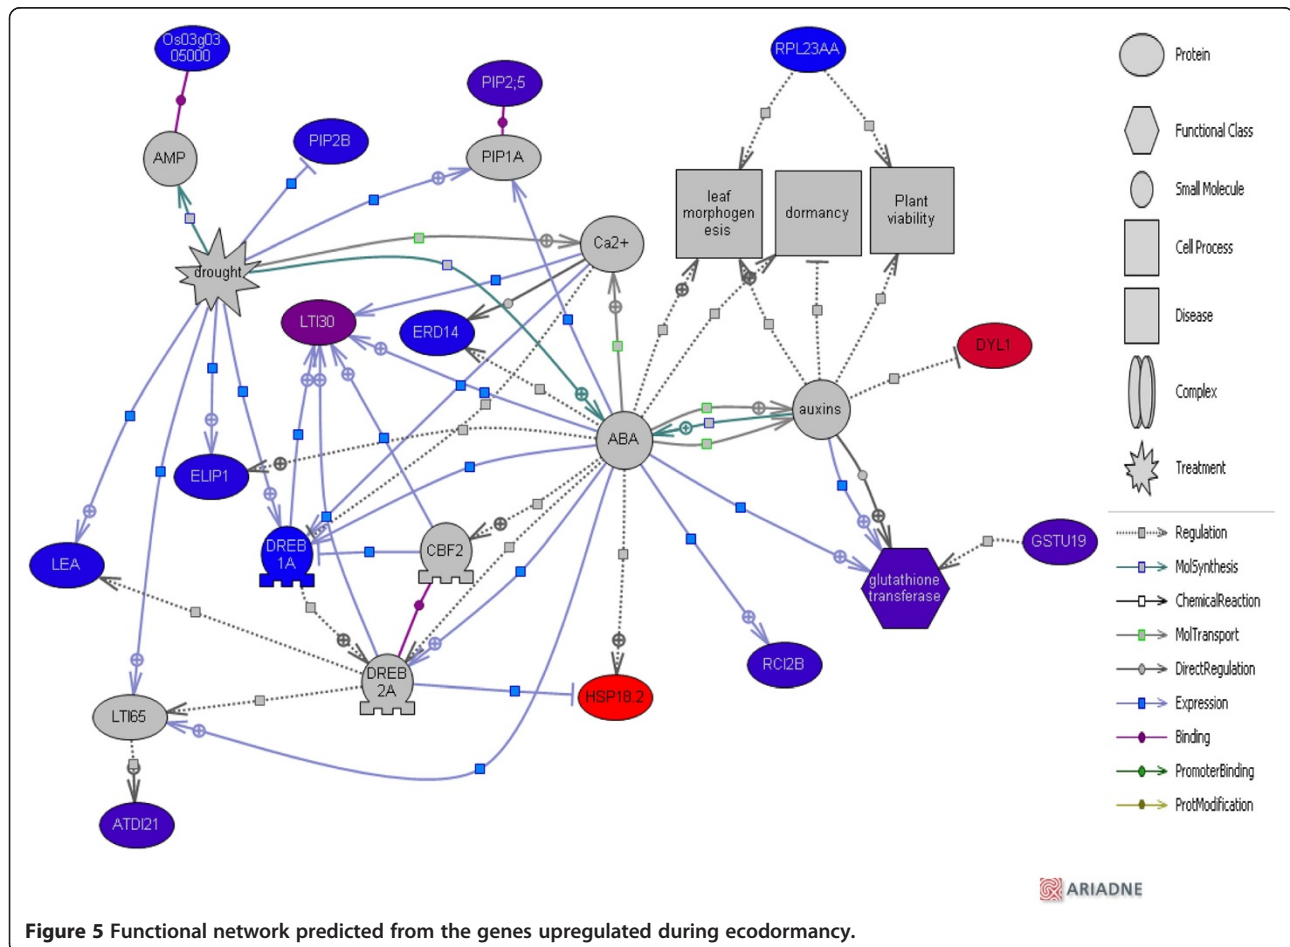 Os03g03
05000
RPL23AA
PIP2;5
PIP2B
AMP
PIP1A
leaf
morphogen
esis
dormancy
Plant
viability
Ca2+
drought
LTI30
ERD14
DYL1
auxins
ABA
ELIP1
DREB
1A
CBF2
LEA
GSTU19
glutathione
transferase
RCI2B
DREB
2A
HSP18.2
LTI65
ATDI21
Protein
Functional Class
Small Molecule
Cell Process
Disease
Complex
Treatment
Regulation
MolSynthesis
ChemicalReaction
MolTransport
DirectRegulation
Expression
Binding
PromoterBinding
ProtModification
ARIADNE
Figure 5 Functional network predicted from the genes upregulated during ecodormancy.